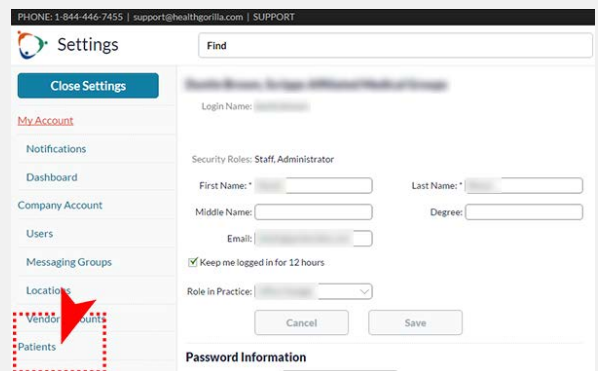 PHONE: 1-844-446-7455 | support@healthgorilla.com | SUPPORT
Settings
Find
Close Settings
My Account
Login Name:
Notifications
Security Roles: Staff, Administrator
Dashboard
First Name: *
Last Name: *
Company Account
Middle Name:
Degree:
Users
Email:
Messaging Groups
Keep me logged in for 12 hours
Locations
Role in Practice:
Vendor Accounts
Cancel
Save
Patients
Password Information